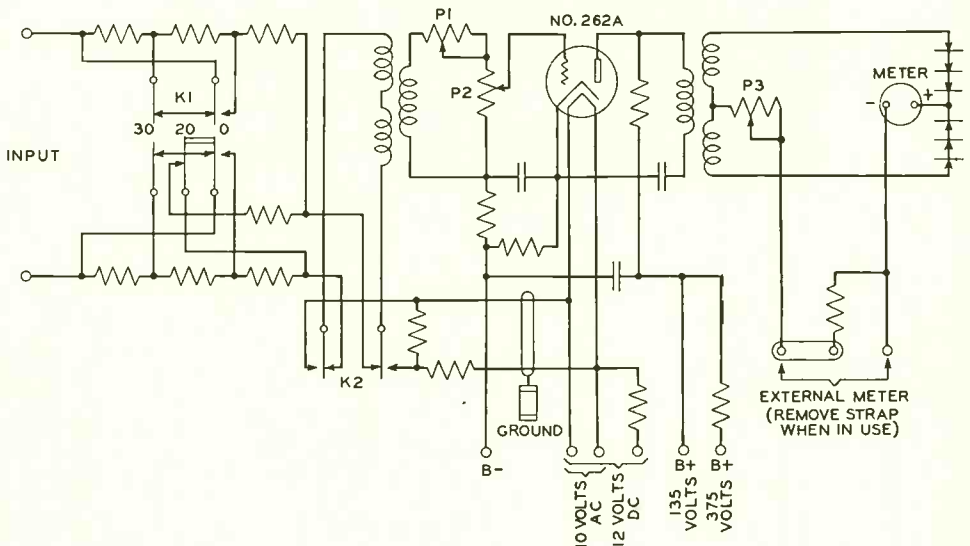 P1
NO. 262A
P2
P3
METER
- +
K1
30 20 0
INPUT
K2
GROUND
EXTERNAL METER
(REMOVE STRAP
WHEN IN USE)
B-
10 VOLTS
AC
12 VOLTS
DC
B+
135
VOLTS
B+
375
VOLTS